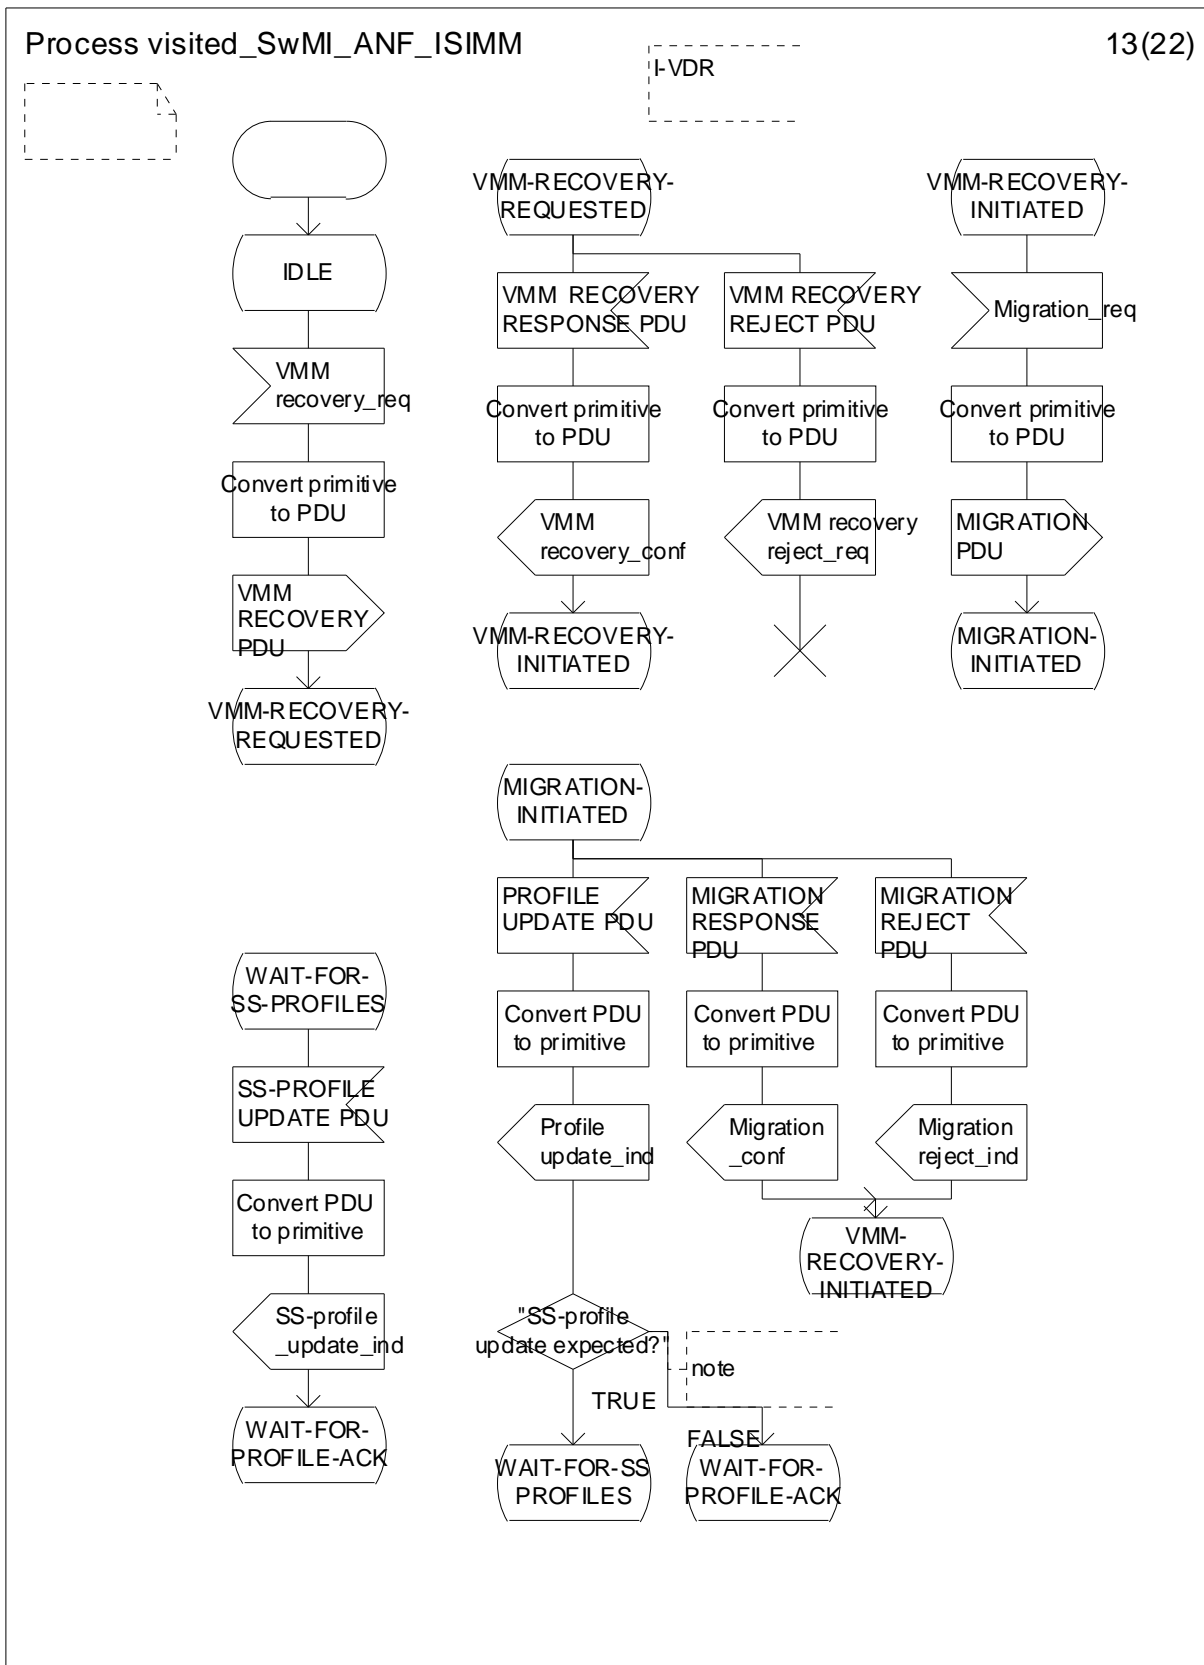 Process visited_SwMI_ANF_ISIMM
13(22)
I-VDR
IDLE
VMM
recovery_req
Convert primitive
to PDU
VMM
RECOVERY
PDU
VMM-RECOVERY-
REQUESTED
VMM-RECOVERY-
REQUESTED
VMM RECOVERY
RESPONSE PDU
Convert primitive
to PDU
VMM
recovery_conf
VMM-RECOVERY-
INITIATED
VMM RECOVERY
REJECT PDU
Convert primitive
to PDU
VMM recovery
reject_req
VMM-RECOVERY-
INITIATED
Migration_req
Convert primitive
to PDU
MIGRATION
PDU
MIGRATION-
INITIATED
WAIT-FOR-
SS-PROFILES
SS-PROFILE
UPDATE PDU
Convert PDU
to primitive
SS-profile
_update_ind
WAIT-FOR-
PROFILE-ACK
MIGRATION-
INITIATED
PROFILE
UPDATE PDU
Convert PDU
to primitive
Profile
update_ind
"SS-profile
update expected?"
note
TRUE
FALSE
WAIT-FOR-SS
PROFILES
WAIT-FOR-
PROFILE-ACK
MIGRATION
RESPONSE
PDU
Convert PDU
to primitive
Migration
_conf
MIGRATION
REJECT
PDU
Convert PDU
to primitive
Migration
reject_ind
VMM-
RECOVERY-
INITIATED